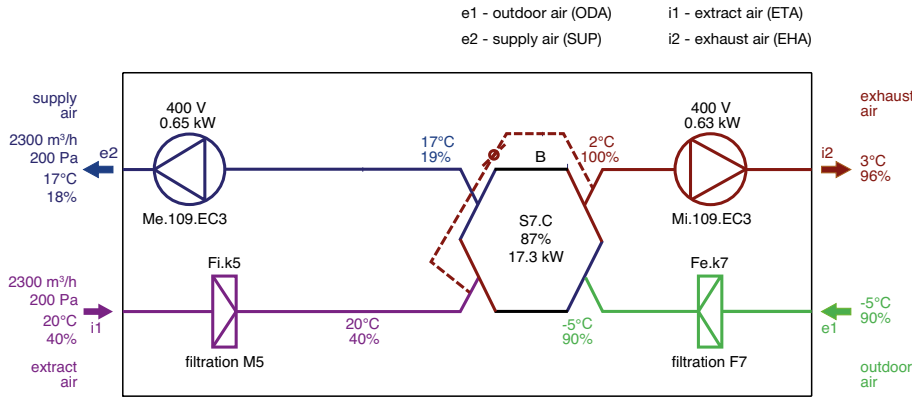 e1 - outdoor air (ODA)
i1 - extract air (ETA)
e2 - supply air (SUP)
i2 - exhaust air (EHA)
supply
air
2300 m³/h
200 Pa
17°C
18%
e2
400 V
0.65 kW
Me.109.EC3
17°C
19%
B
2°C
100%
400 V
0.63 kW
Mi.109.EC3
exhaust
air
i2
3°C
96%
S7.C
87%
17.3 kW
2300 m³/h
200 Pa
20°C
40%
i1
extract
air
Fi.k5
filtration M5
20°C
40%
-5°C
90%
Fe.k7
filtration F7
-5°C
90%
e1
outdoor
air